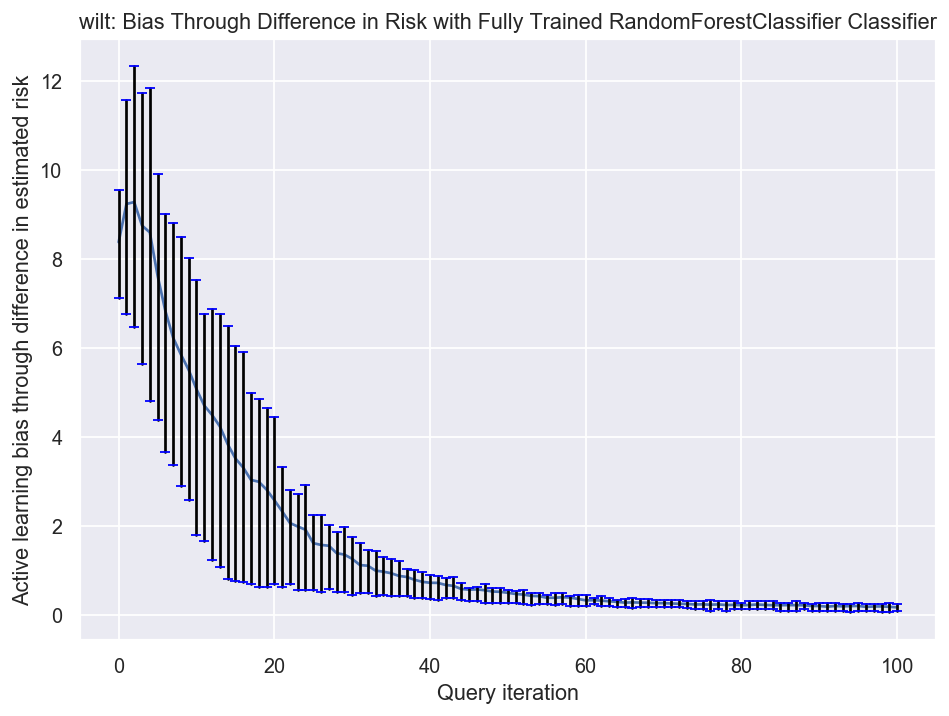 wilt: Bias Through Difference in Risk with Fully Trained RandomForestClassifier Classifier
Active learning bias through difference in estimated risk
12
10
8
6
4
2
0
0 20 40 60 80 100
Query iteration